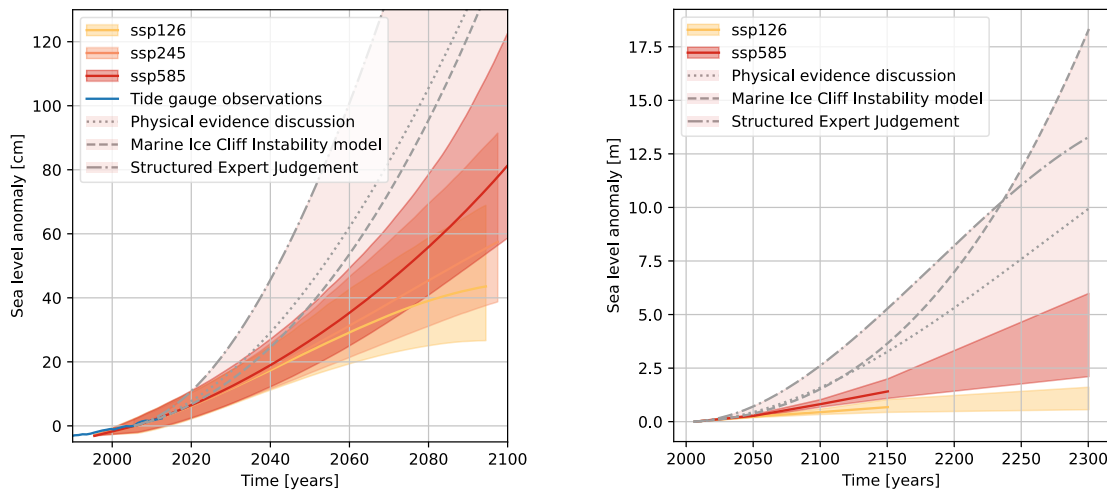 ssp126
ssp245
ssp585
Tide gauge observations
Physical evidence discussion
Marine Ice Cliff Instability model
Structured Expert Judgement
120
100
80
60
40
20
0
Sea level anomaly [cm]
2000
2020
2040
2060
2080
2100
Time [years]
ssp126
ssp585
Physical evidence discussion
Marine Ice Cliff Instability model
Structured Expert Judgement
17.5
15.0
12.5
10.0
7.5
5.0
2.5
0.0
Sea level anomaly [m]
2000
2050
2100
2150
2200
2250
2300
Time [years]